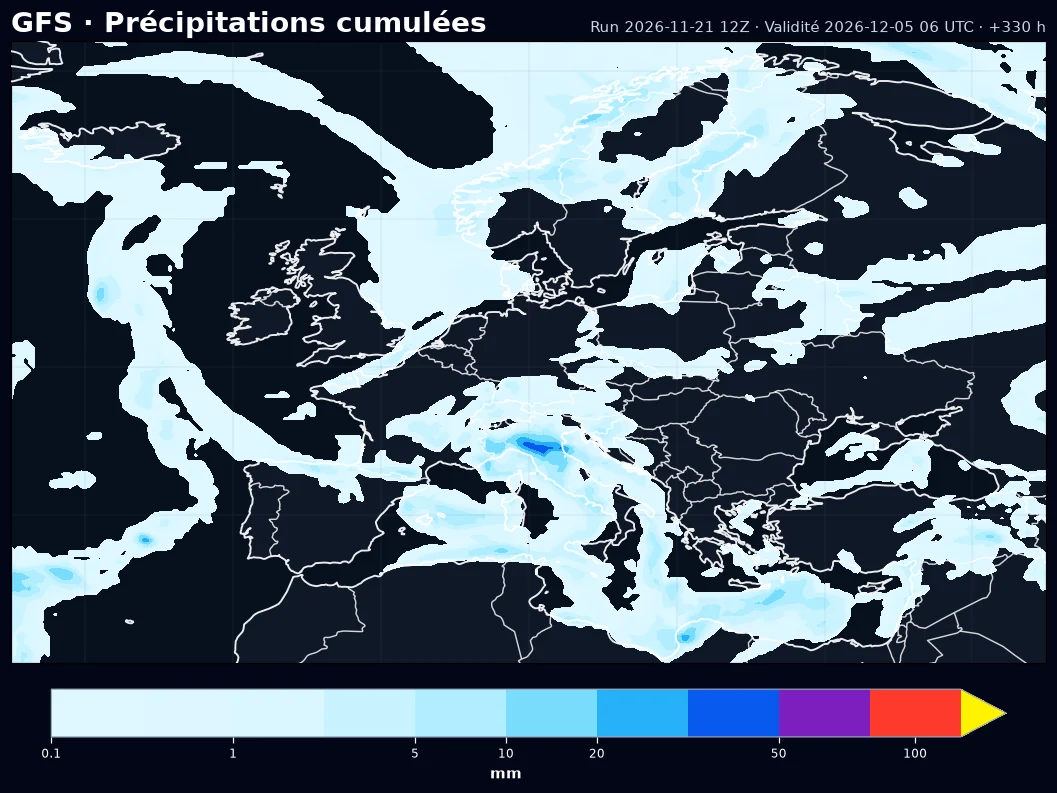 GFS · Précipitations cumulées
Run 2026-11-21 12Z · Validité 2026-12-05 06 UTC · +330 h
0.1 1 5 10 20 50 100
mm